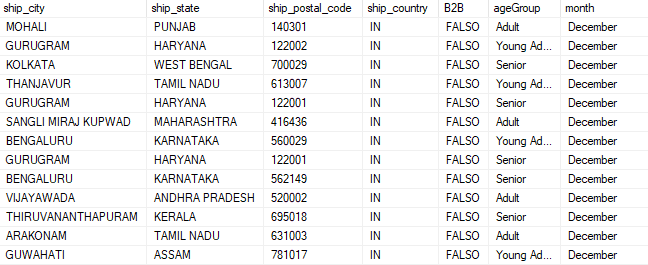 ship_city ship_state ship_postal_code ship_country B2B ageGroup month
MOHALI PUNJAB 140301 IN FALSO Adult December
GURUGRAM HARYANA 122002 IN FALSO Young Ad... December
KOLKATA WEST BENGAL 700029 IN FALSO Senior December
THANJAVUR TAMIL NADU 613007 IN FALSO Young Ad... December
GURUGRAM HARYANA 122001 IN FALSO Senior December
SANGLI MIRAJ KUPWAD MAHARASHTRA 416436 IN FALSO Adult December
BENGALURU KARNATAKA 560029 IN FALSO Young Ad... December
GURUGRAM HARYANA 122001 IN FALSO Senior December
BENGALURU KARNATAKA 562149 IN FALSO Senior December
VIJAYAWADA ANDHRA PRADESH 520002 IN FALSO Adult December
THIRUVANANTHAPURAM KERALA 695018 IN FALSO Senior December
ARAKONAM TAMIL NADU 631003 IN FALSO Adult December
GUWAHATI ASSAM 781017 IN FALSO Young Ad... December